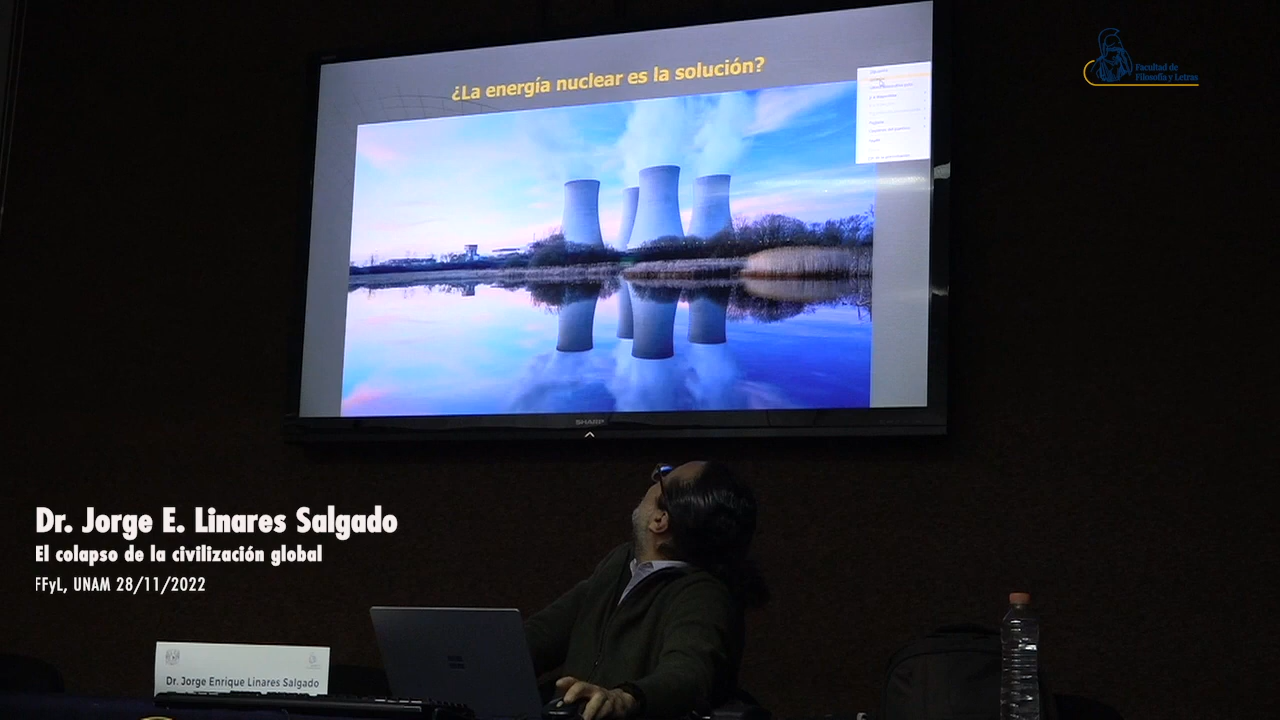 ¿La energía nuclear es la solución?
Facultad de
Filosofía y Letras
SHARP
Dr. Jorge E. Linares Salgado
El colapso de la civilización global
FFyL, UNAM 28/11/2022
Dr. Jorge Enrique Linares Salgado